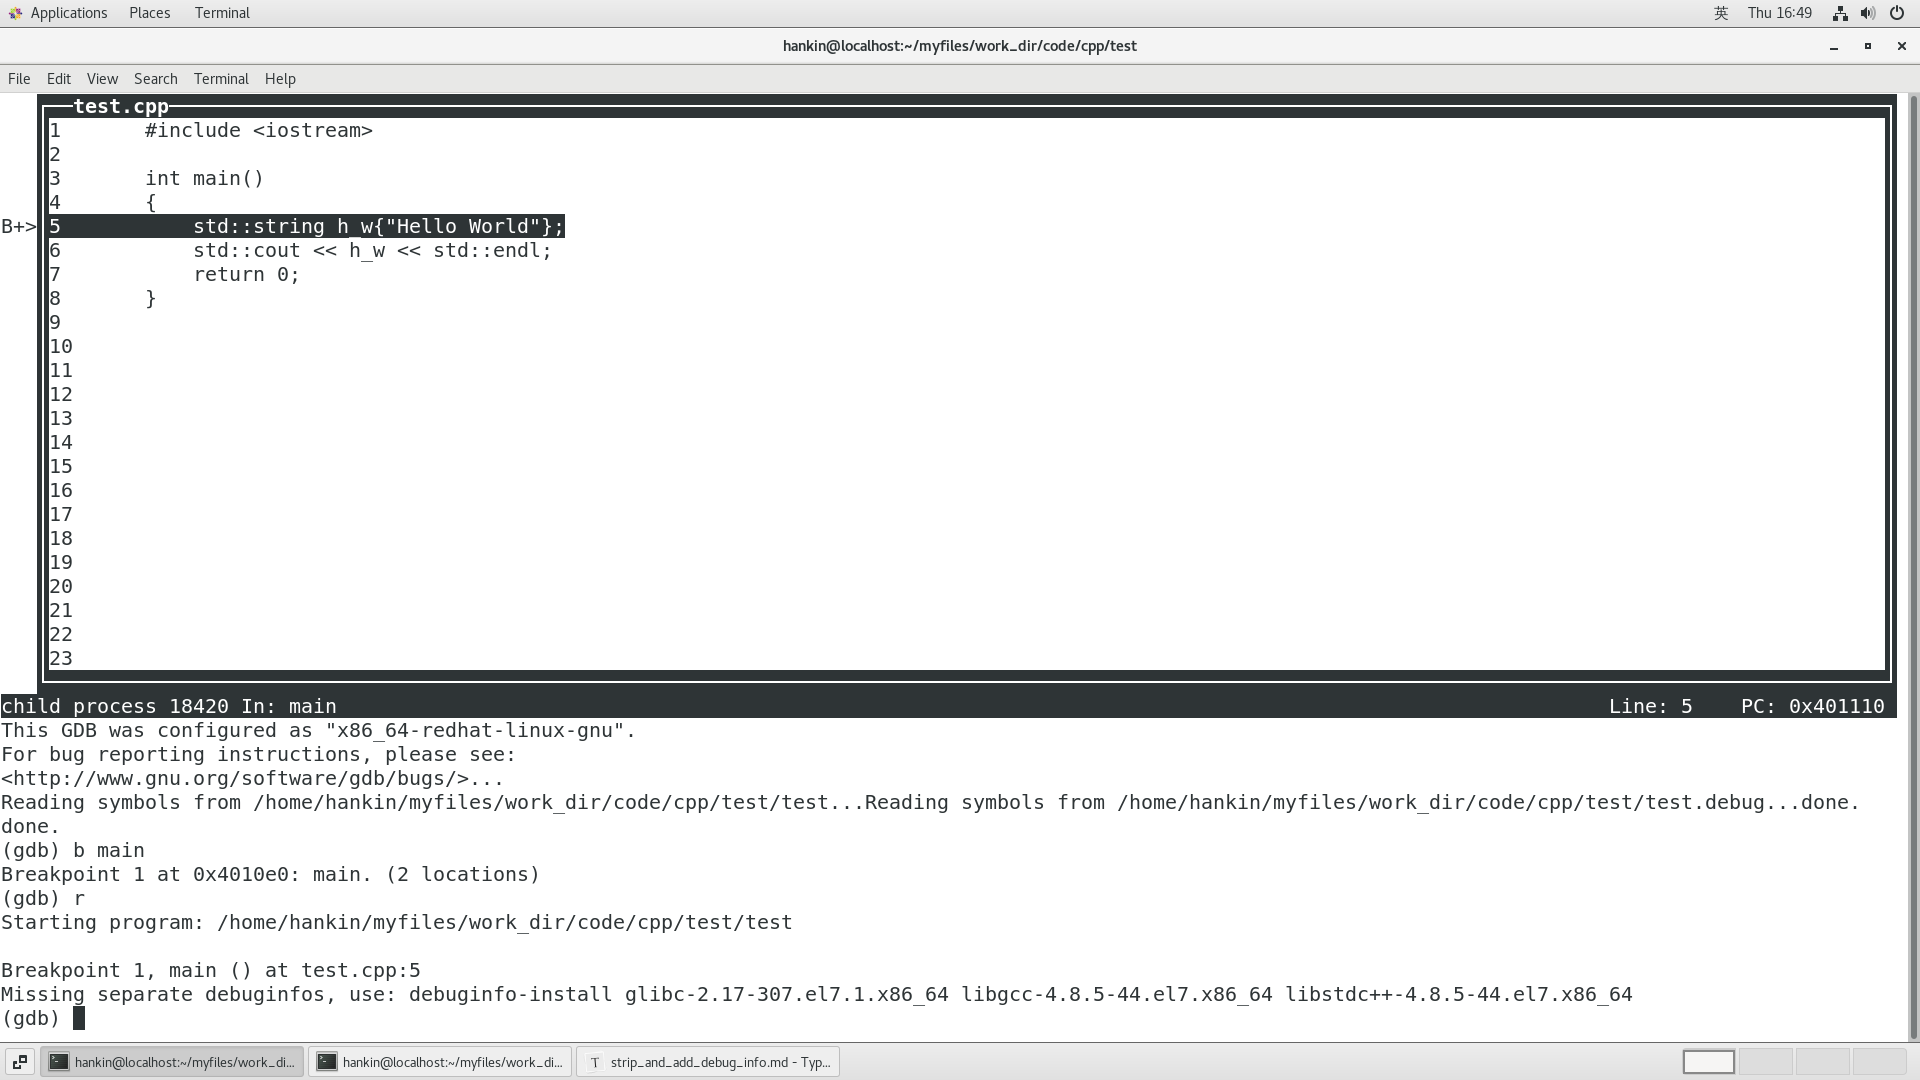 Applications Places Terminal 英 Thu 16:49
hankin@localhost:~/myfiles/work_dir/code/cpp/test
File Edit View Search Terminal Help
test.cpp
1 #include <iostream>
2
3 int main()
4 {
B+> 5 std::string h_w{"Hello World"};
6 std::cout << h_w << std::endl;
7 return 0;
8 }
9
10
11
12
13
14
15
16
17
18
19
20
21
22
23
child process 18420 In: main Line: 5 PC: 0x401110
This GDB was configured as "x86_64-redhat-linux-gnu".
For bug reporting instructions, please see:
<http://www.gnu.org/software/gdb/bugs/>...
Reading symbols from /home/hankin/myfiles/work_dir/code/cpp/test/test...Reading symbols from /home/hankin/myfiles/work_dir/code/cpp/test/test.debug...done.
done.
(gdb) b main
Breakpoint 1 at 0x4010e0: main. (2 locations)
(gdb) r
Starting program: /home/hankin/myfiles/work_dir/code/cpp/test/test
Breakpoint 1, main () at test.cpp:5
Missing separate debuginfos, use: debuginfo-install glibc-2.17-307.el7.1.x86_64 libgcc-4.8.5-44.el7.x86_64 libstdc++-4.8.5-44.el7.x86_64
(gdb)
hankin@localhost:~/myfiles/work_di... hankin@localhost:~/myfiles/work_di... T strip_and_add_debug_info.md - Typ...